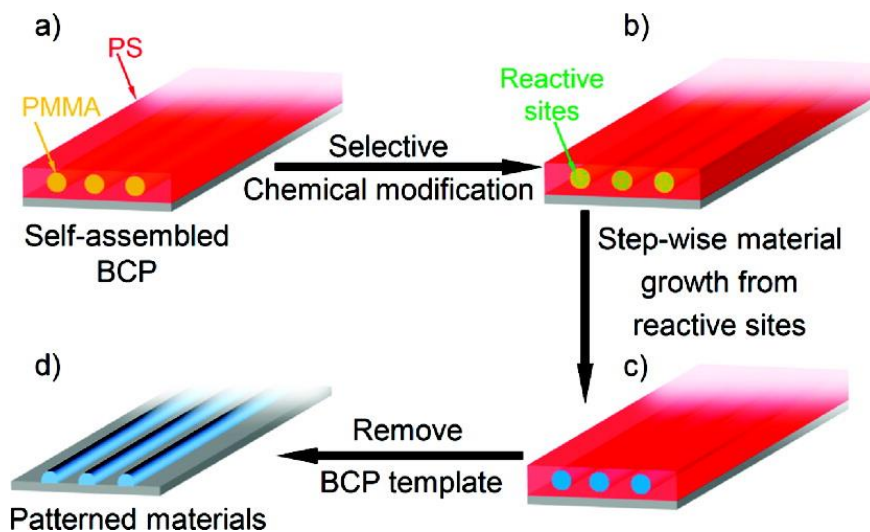 a)
PS
PMMA
Self-assembled
BCP
Selective
Chemical modification
b)
Reactive
sites
Step-wise material
growth from
reactive sites
c)
Remove
BCP template
d)
Patterned materials